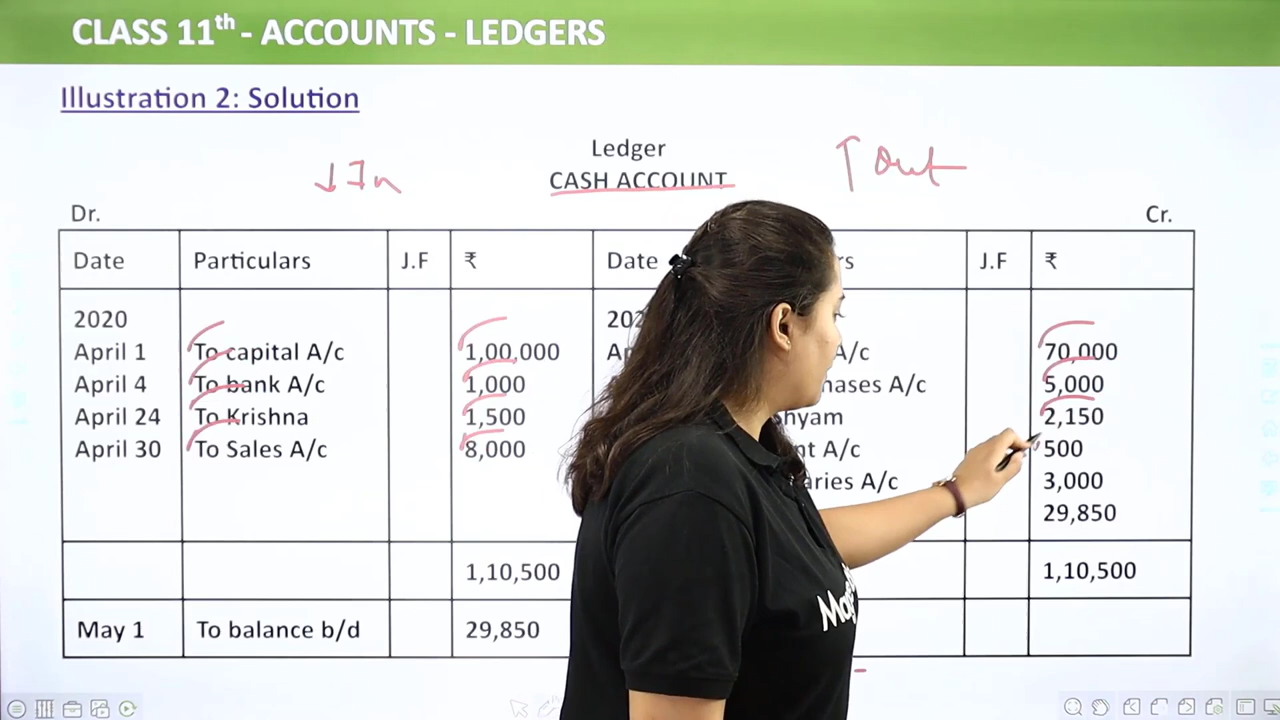 CLASS 11th - ACCOUNTS - LEDGERS
Illustration 2: Solution
Ledger
CASH ACCOUNT
↓ In
↑ Out
Dr. Cr.
Date Particulars J.F ₹ Date J.F ₹
2020
April 1 To capital A/c 1,00,000 A/c 70,000
April 4 To bank A/c 1,000 A/c 5,000
April 24 To Krishna 1,500 2,150
April 30 To Sales A/c 8,000 A/c 500
A/c 3,000
29,850
1,10,500 1,10,500
May 1 To balance b/d 29,850